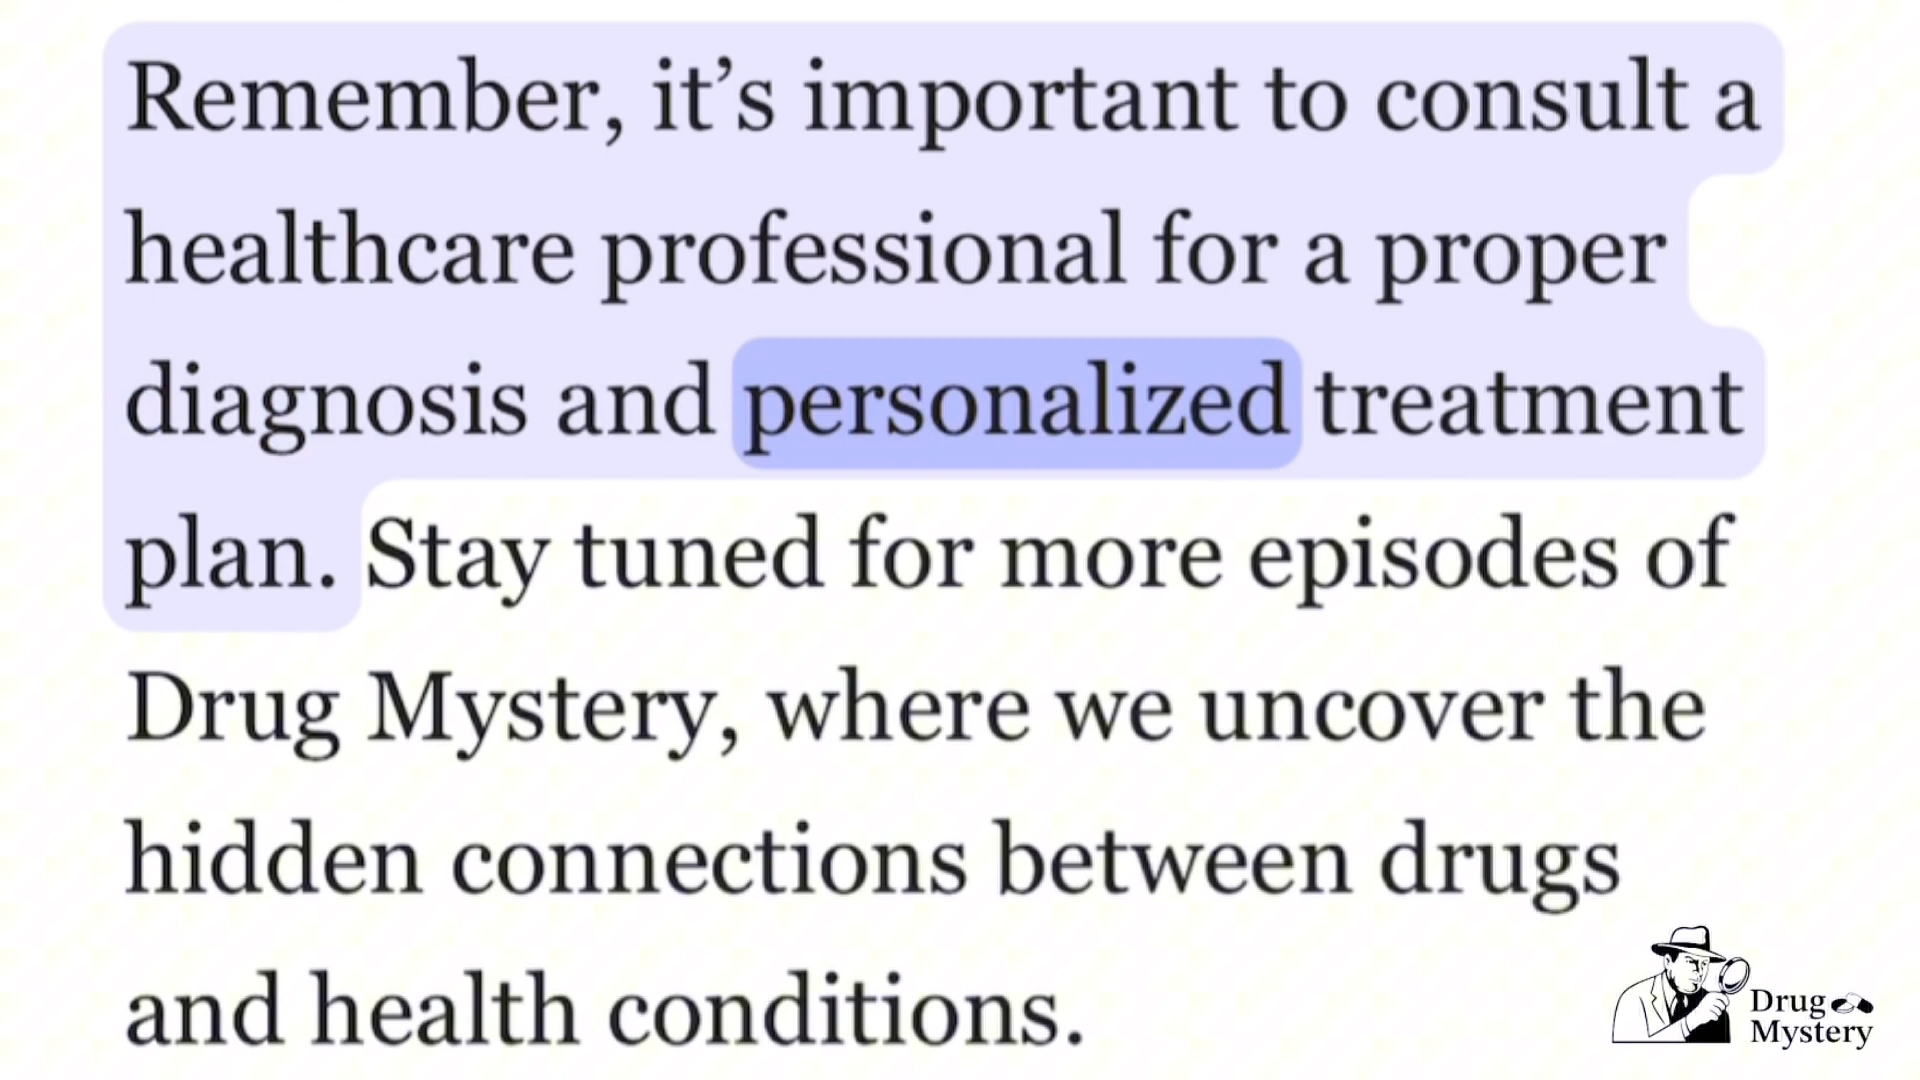 Remember, it’s important to consult a
healthcare professional for a proper
diagnosis and personalized treatment
plan. Stay tuned for more episodes of
Drug Mystery, where we uncover the
hidden connections between drugs
and health conditions.
Drug
Mystery